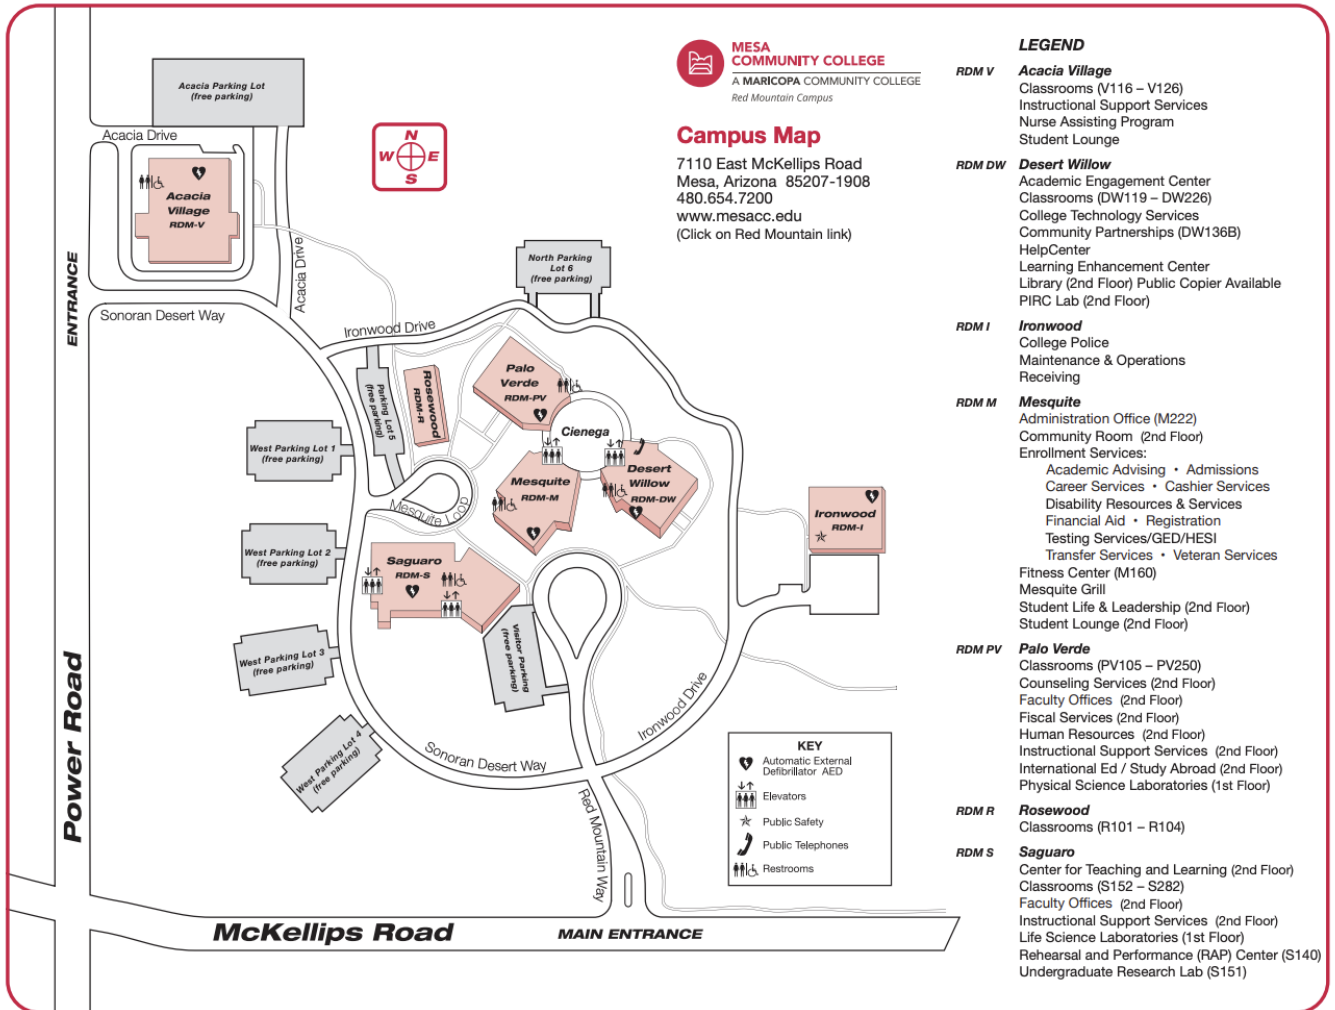 MESA
COMMUNITY COLLEGE
A MARICOPA COMMUNITY COLLEGE
Red Mountain Campus
Campus Map
7110 East McKellips Road
Mesa, Arizona 85207-1908
480.654.7200
www.mesacc.edu
(Click on Red Mountain link)
N
W E
S
Acacia Parking Lot
(free parking)
Acacia Drive
Acacia
Village
RDM-V
ENTRANCE
Acacia Drive
Sonoran Desert Way
Ironwood Drive
North Parking
Lot 6
(free parking)
Parking Lot 5
(free parking)
Rosewood
RDM-R
Palo
Verde
RDM-PV
Cienega
West Parking Lot 1
(free parking)
Mesquite
RDM-M
Desert
Willow
RDM-DW
Mesquite Loop
Ironwood
RDM-I
West Parking Lot 2
(free parking)
Saguaro
RDM-S
Visitor Parking
(free parking)
West Parking Lot 3
(free parking)
West Parking Lot 4
(free parking)
Power Road
Sonoran Desert Way
Ironwood Drive
Red Mountain Way
McKellips Road
MAIN ENTRANCE
KEY
Automatic External
Defibrillator AED
Elevators
Public Safety
Public Telephones
Restrooms
LEGEND
RDM V Acacia Village
Classrooms (V116 – V126)
Instructional Support Services
Nurse Assisting Program
Student Lounge
RDM DW Desert Willow
Academic Engagement Center
Classrooms (DW119 – DW226)
College Technology Services
Community Partnerships (DW136B)
HelpCenter
Learning Enhancement Center
Library (2nd Floor) Public Copier Available
PIRC Lab (2nd Floor)
RDM I Ironwood
College Police
Maintenance & Operations
Receiving
RDM M Mesquite
Administration Office (M222)
Community Room (2nd Floor)
Enrollment Services:
Academic Advising • Admissions
Career Services • Cashier Services
Disability Resources & Services
Financial Aid • Registration
Testing Services/GED/HESI
Transfer Services • Veteran Services
Fitness Center (M160)
Mesquite Grill
Student Life & Leadership (2nd Floor)
Student Lounge (2nd Floor)
RDM PV Palo Verde
Classrooms (PV105 – PV250)
Counseling Services (2nd Floor)
Faculty Offices (2nd Floor)
Fiscal Services (2nd Floor)
Human Resources (2nd Floor)
Instructional Support Services (2nd Floor)
International Ed / Study Abroad (2nd Floor)
Physical Science Laboratories (1st Floor)
RDM R Rosewood
Classrooms (R101 – R104)
RDM S Saguaro
Center for Teaching and Learning (2nd Floor)
Classrooms (S152 – S282)
Faculty Offices (2nd Floor)
Instructional Support Services (2nd Floor)
Life Science Laboratories (1st Floor)
Rehearsal and Performance (RAP) Center (S140)
Undergraduate Research Lab (S151)